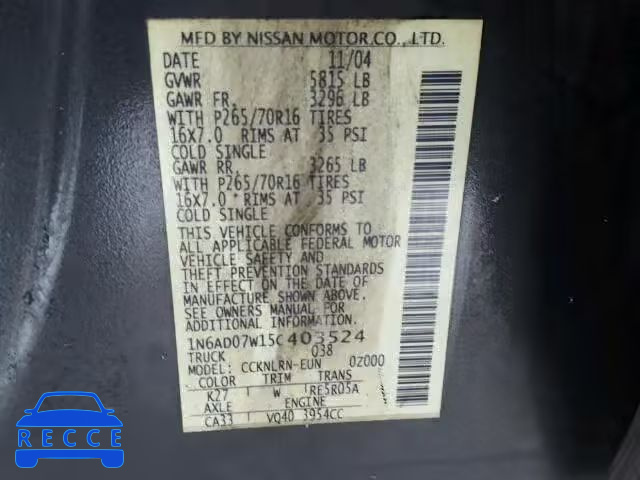 MFD BY NISSAN MOTOR.CO., LTD.
DATE 11/04
GVWR 5815 LB
GAWR FR. 3296 LB
WITH P265/70R16 TIRES
16X7.0 RIMS AT 35 PSI
COLD SINGLE
GAWR RR. 3265 LB
WITH P265/70R16 TIRES
16X7.0 RIMS AT 35 PSI
COLD SINGLE
THIS VEHICLE CONFORMS TO
ALL APPLICABLE FEDERAL MOTOR
VEHICLE SAFETY AND
THEFT PREVENTION STANDARDS
IN EFFECT ON THE DATE OF
MANUFACTURE SHOWN ABOVE.
SEE OWNERS MANUAL FOR
ADDITIONAL INFORMATION.
1N6AD07W15C403524
TRUCK 038
MODEL: CCKNLRN-EUN 0Z000
COLOR TRIM TRANS
K27 W RE5R05A
AXLE ENGINE
CA33 VQ40 3954CC
RECCE